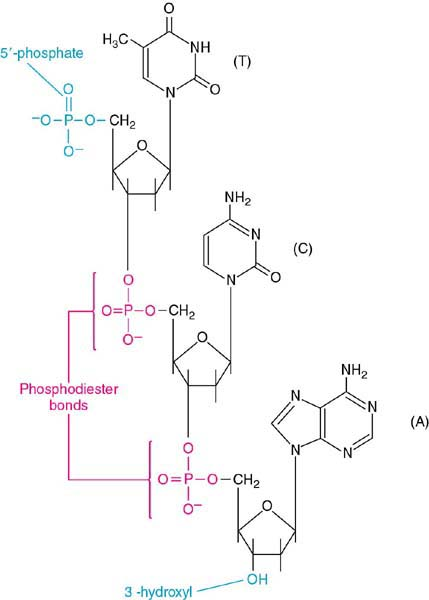 O
H₃C
NH
(T)
5′-phosphate
N
O
O
⁻O–P–O–CH₂
O⁻
O
NH₂
N
(C)
O
N
O
O=P–O–CH₂
O⁻
O
Phosphodiester
bonds
NH₂
N
N
(A)
N
N
O
O=P–O–CH₂
O⁻
O
OH
3 -hydroxyl